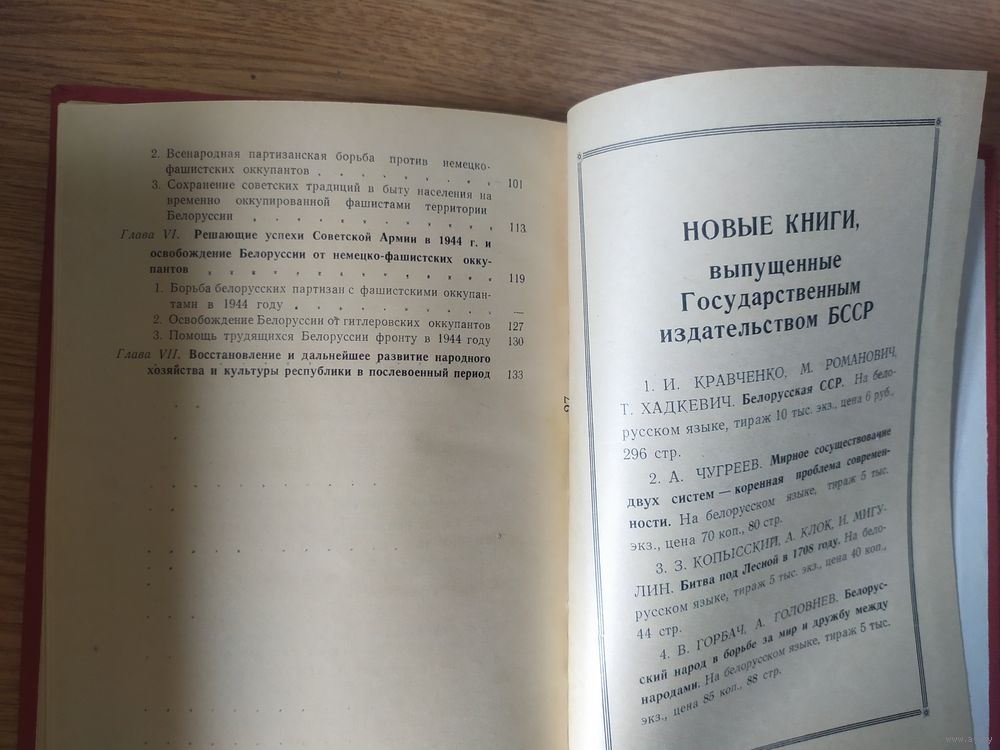 2. Всенародная партизанская борьба против немецко-
фашистских оккупантов . . . . . . . 101
3. Сохранение советских традиций в быту населения на
временно оккупированной фашистами территории
Белоруссии . . . . . . . 113
Глава VI. Решающие успехи Советской Армии в 1944 г. и
освобождение Белоруссии от немецко-фашистских окку-
пантов . . . . . . . . . 119
1. Борьба белорусских партизан с фашистскими оккупан-
тами в 1944 году . . . . . . . —
2. Освобождение Белоруссии от гитлеровских оккупантов 127
3. Помощь трудящихся Белоруссии фронту в 1944 году 130
Глава VII. Восстановление и дальнейшее развитие народного
хозяйства и культуры республики в послевоенный период 133
НОВЫЕ КНИГИ,
выпущенные
Государственным
издательством БССР
1. И. КРАВЧЕНКО, М. РОМАНОВИЧ,
Г. ХАДКЕВИЧ. Белорусская ССР. На бело-
русском языке, тираж 10 тыс. экз., цена 6 руб.,
296 стр.
2. А. ЧУГРЕЕВ. Мирное сосуществование
двух систем — коренная проблема современ-
ности. На белорусском языке, тираж 5 тыс.
экз., цена 70 коп., 80 стр.
3. З. КОПЫССКИЙ, А. КЛОК, И. МИГУ-
ЛИН. Битва под Лесной в 1708 году. На бело-
русском языке, тираж 5 тыс. экз., цена 40 коп.,
44 стр.
4. В. ГОРБАЧ, А. ГОЛОВНЕВ. Белорус-
ский народ в борьбе за мир и дружбу между
народами. На белорусском языке, тираж 5 тыс.
экз., цена 85 коп., 88 стр.